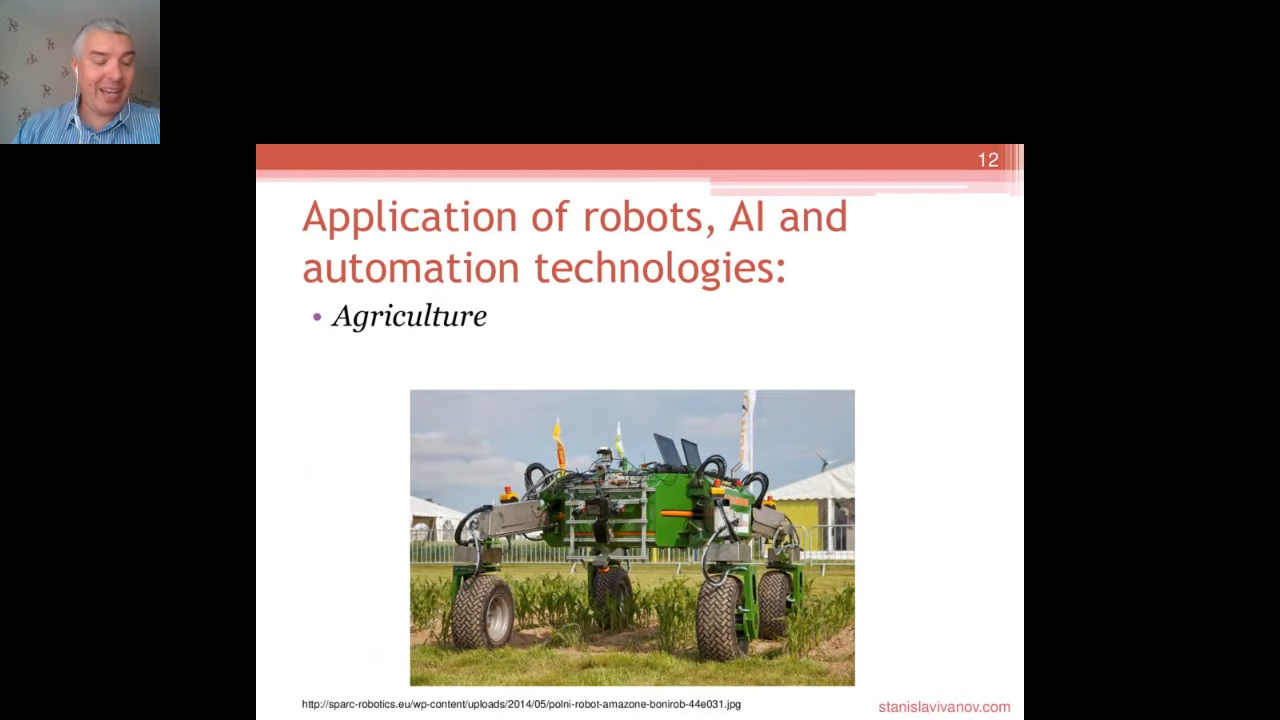 12
Application of robots, AI and
automation technologies:
• Agriculture
http://sparc-robotics.eu/wp-content/uploads/2014/05/polni-robot-amazone-bonirob-44e031.jpg
stanislavivanov.com